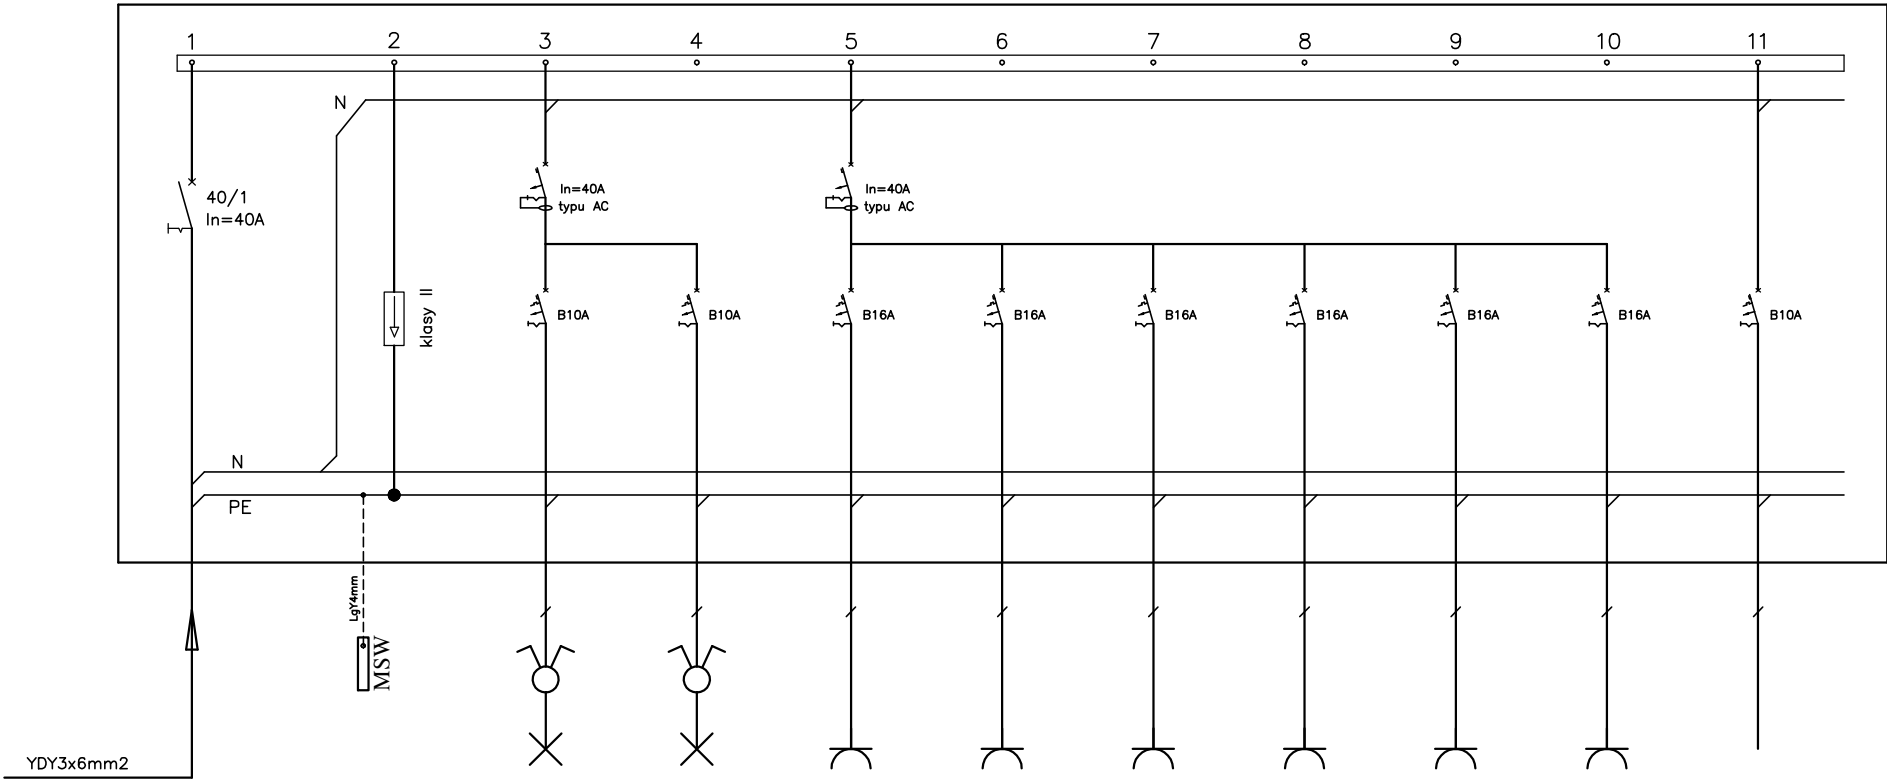 1 2 3 4 5 6 7 8 9 10 11
N
40/1
In=40A
In=40A
typu AC
In=40A
typu AC
klasy II
B10A B10A B16A B16A B16A B16A B16A B16A B10A
N
PE
LgY4mm
MSW
YDY3x6mm2